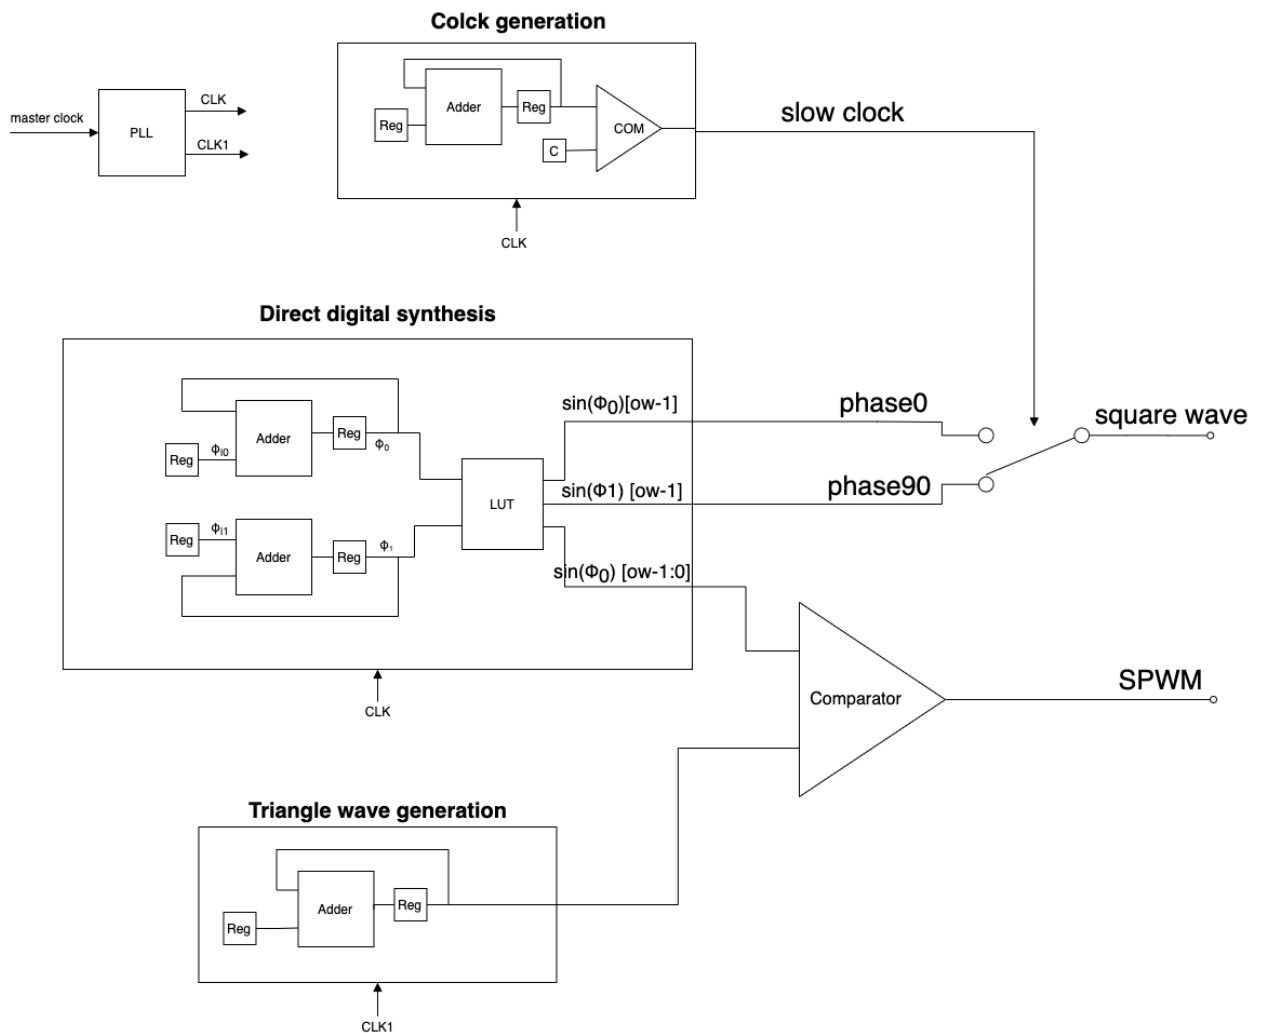 Colck generation
master clock
PLL
CLK
CLK1
Adder
Reg
Reg
COM
C
CLK
slow clock
Direct digital synthesis
Adder
Reg
Reg
Φi0
Φ0
Reg
Φi1
Adder
Reg
Φ1
LUT
sin(Φ0)[ow-1]
sin(Φ1) [ow-1]
sin(Φ0) [ow-1:0]
CLK
phase0
phase90
square wave
Comparator
SPWM
Triangle wave generation
Adder
Reg
Reg
CLK1